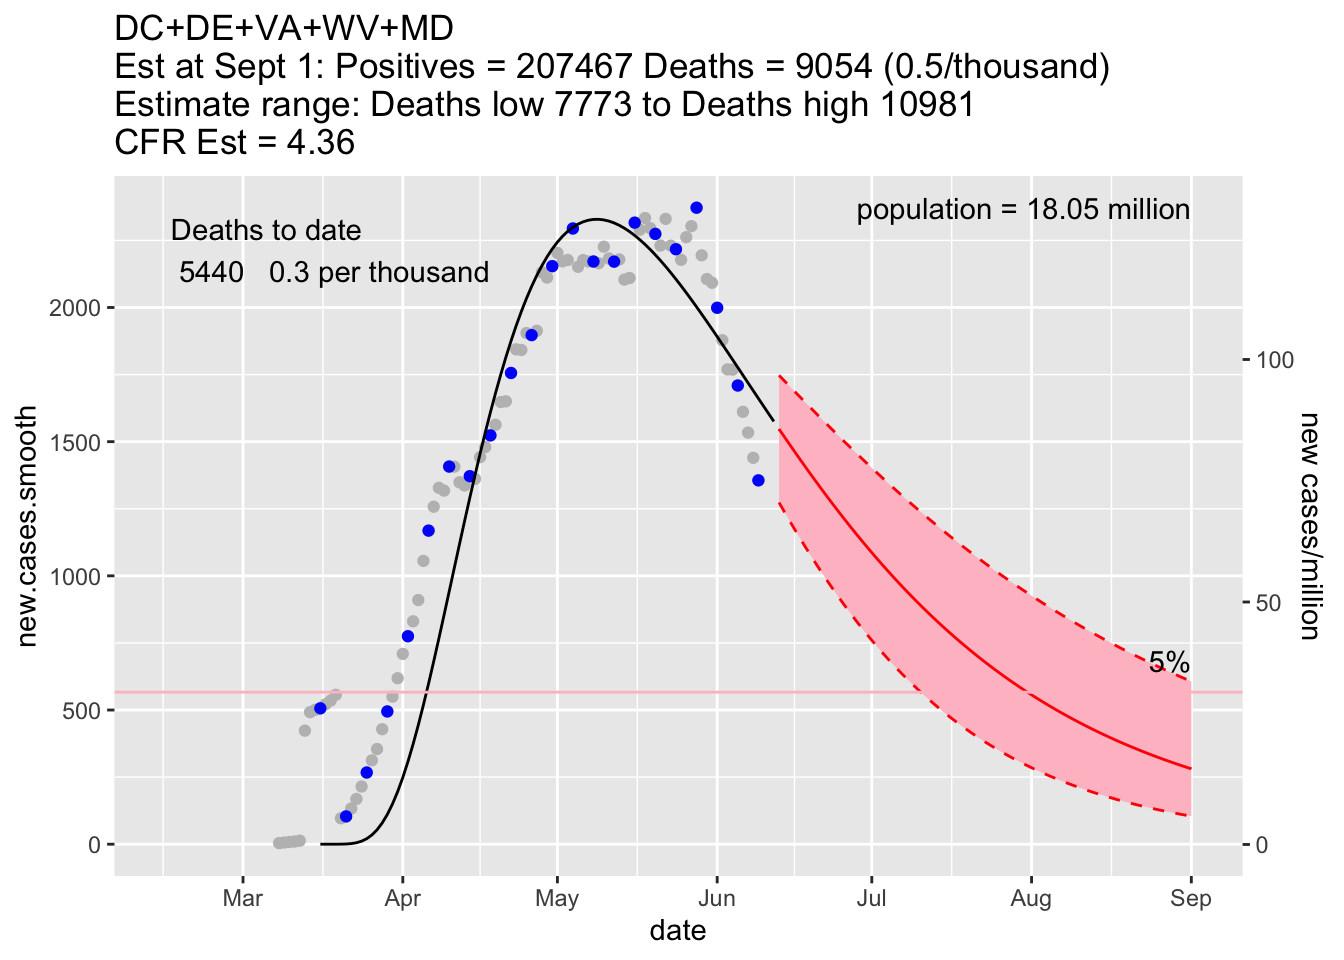 DC+DE+VA+WV+MD
Est at Sept 1: Positives = 207467 Deaths = 9054 (0.5/thousand)
Estimate range: Deaths low 7773 to Deaths high 10981
CFR Est = 4.36
population = 18.05 million
Deaths to date
5440 0.3 per thousand
5%
new.cases.smooth
2000
1500
1000
500
0
new cases/million
100
50
0
Mar Apr May Jun Jul Aug Sep
date